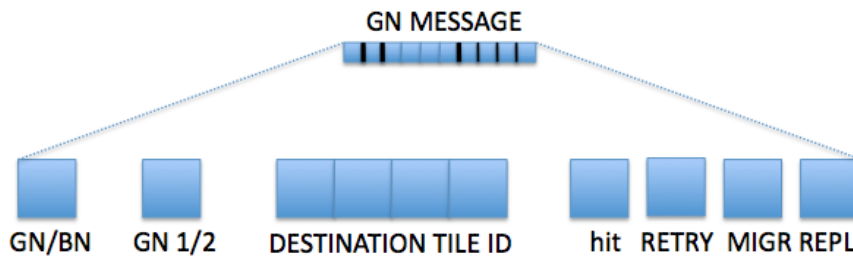 GN MESSAGE
GN/BN GN 1/2 DESTINATION TILE ID hit RETRY MIGR REPL